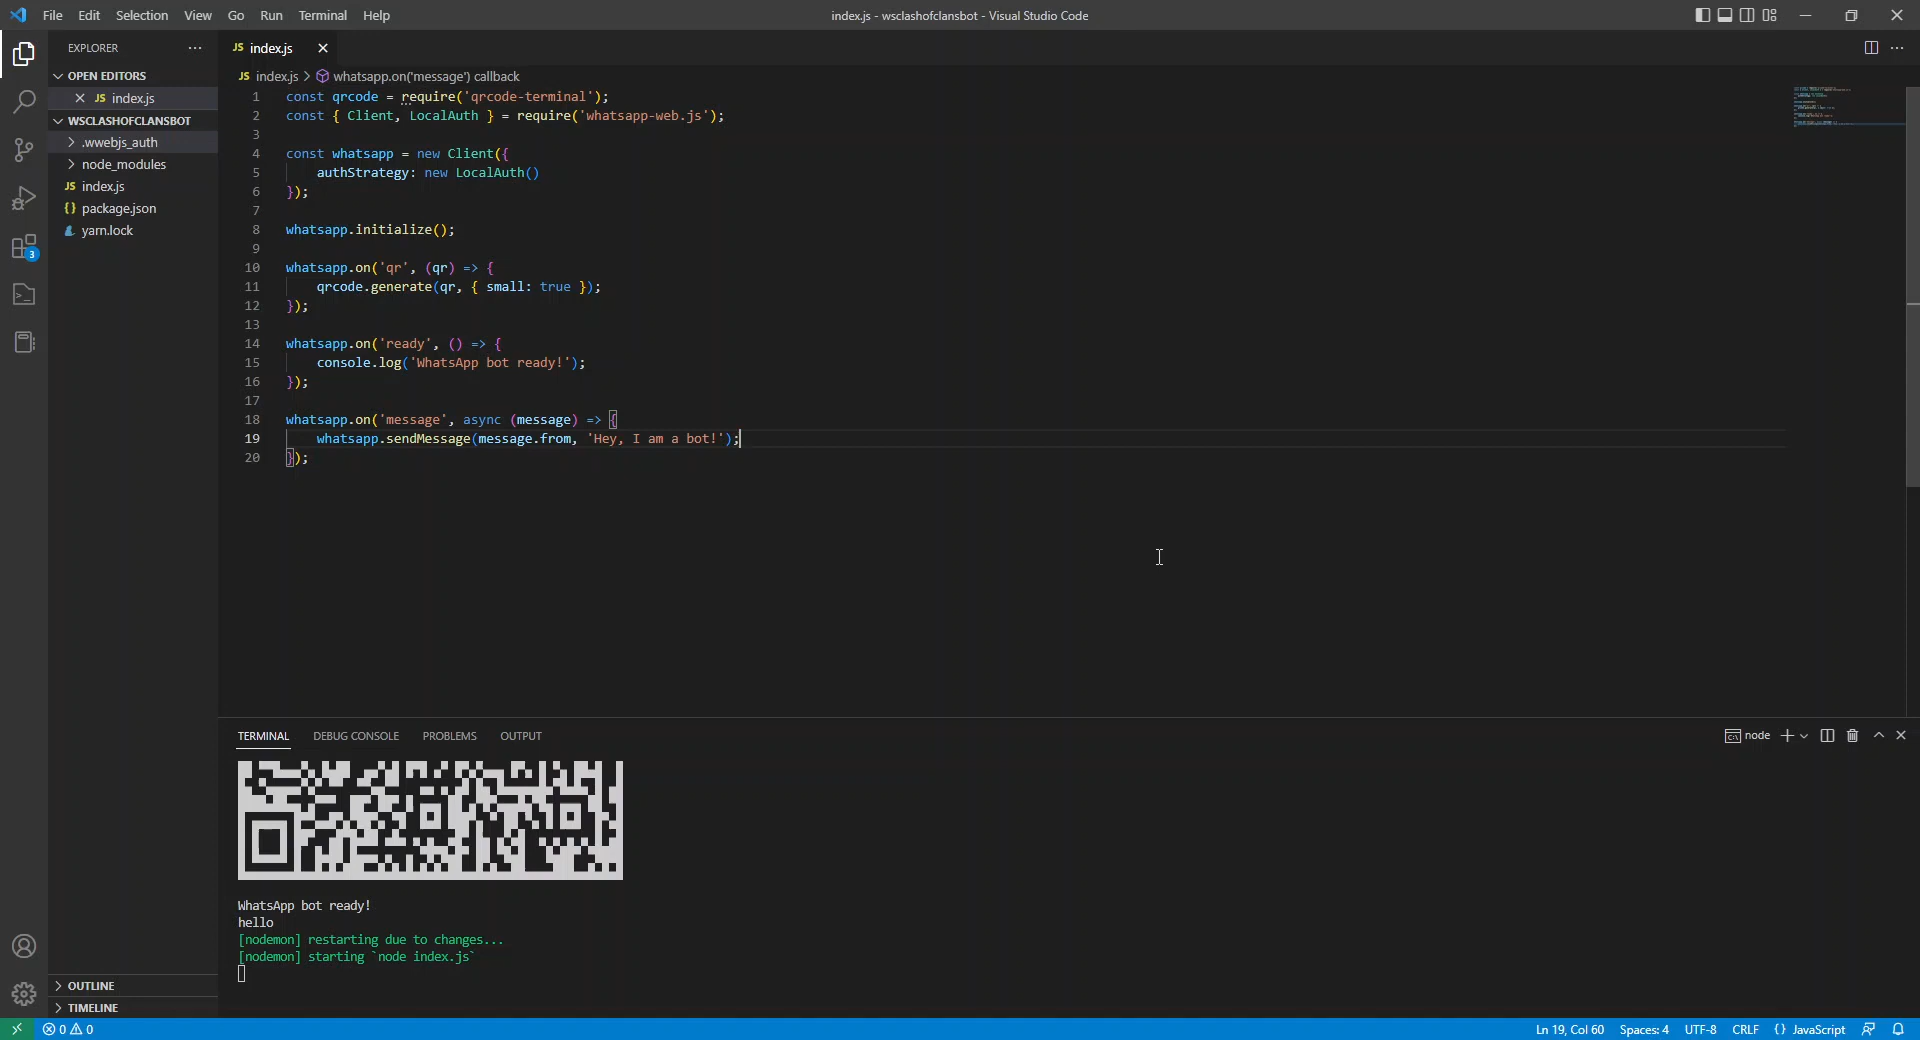 File Edit Selection View Go Run Terminal Help
index.js - wsclashofclansbot - Visual Studio Code
EXPLORER
OPEN EDITORS
JS index.js
WSCLASHOFCLANSBOT
.wwebjs_auth
node_modules
JS index.js
{} package.json
yarn.lock
3
OUTLINE
TIMELINE
JS index.js
JS index.js > whatsapp.on('message') callback
1 const qrcode = require('qrcode-terminal');
2 const { Client, LocalAuth } = require('whatsapp-web.js');
3
4 const whatsapp = new Client({
5 authStrategy: new LocalAuth()
6 });
7
8 whatsapp.initialize();
9
10 whatsapp.on('qr', (qr) => {
11 qrcode.generate(qr, { small: true });
12 });
13
14 whatsapp.on('ready', () => {
15 console.log('WhatsApp bot ready!');
16 });
17
18 whatsapp.on('message', async (message) => {
19 whatsapp.sendMessage(message.from, 'Hey, I am a bot!');
20 });
TERMINAL DEBUG CONSOLE PROBLEMS OUTPUT
node
WhatsApp bot ready!
hello
[nodemon] restarting due to changes...
[nodemon] starting `node index.js`
0 0
Ln 19, Col 60 Spaces: 4 UTF-8 CRLF {} JavaScript